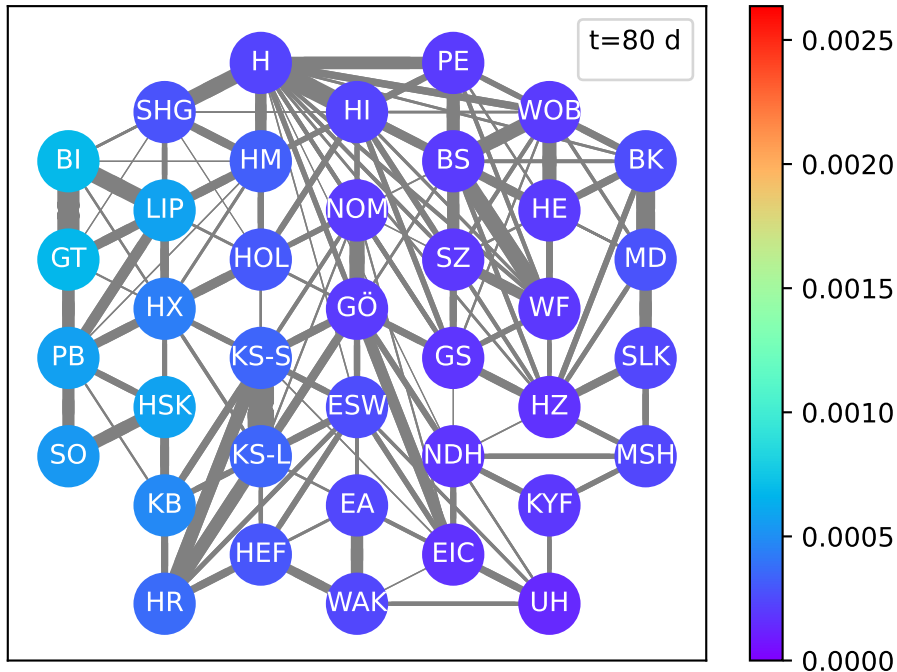 t=80 d
H
PE
SHG
HI
WOB
BI
HM
BS
BK
LIP
NOM
HE
GT
HOL
SZ
MD
HX
GÖ
WF
PB
KS-S
GS
SLK
HSK
ESW
HZ
SO
KS-L
NDH
MSH
KB
EA
KYF
HEF
EIC
HR
WAK
UH
0.0025
0.0020
0.0015
0.0010
0.0005
0.0000